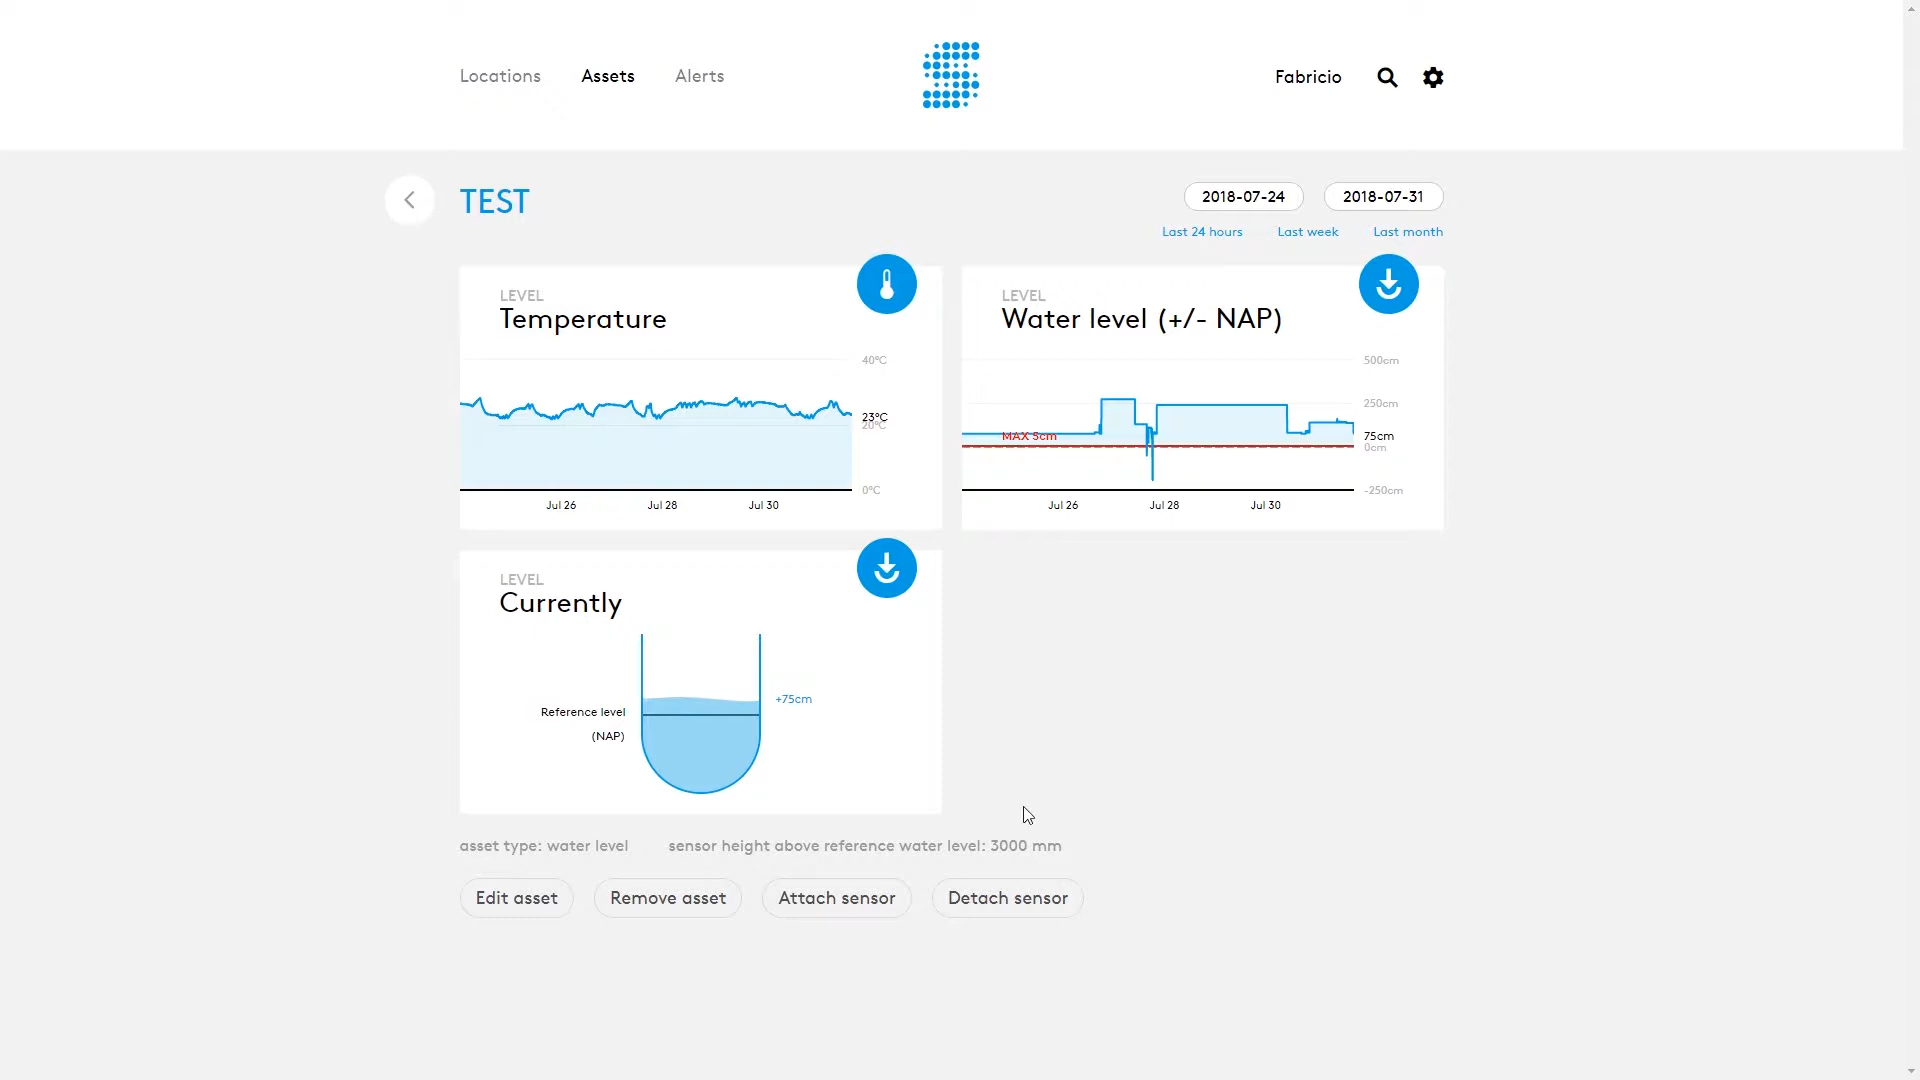 Locations Assets Alerts Fabricio
TEST
2018-07-24 2018-07-31
Last 24 hours Last week Last month
LEVEL
Temperature
40°C
23°C
20°C
0°C
Jul 26 Jul 28 Jul 30
LEVEL
Water level (+/- NAP)
500cm
250cm
MAX 5cm
75cm
0cm
-250cm
Jul 26 Jul 28 Jul 30
LEVEL
Currently
+75cm
Reference level
(NAP)
asset type: water level sensor height above reference water level: 3000 mm
Edit asset Remove asset Attach sensor Detach sensor